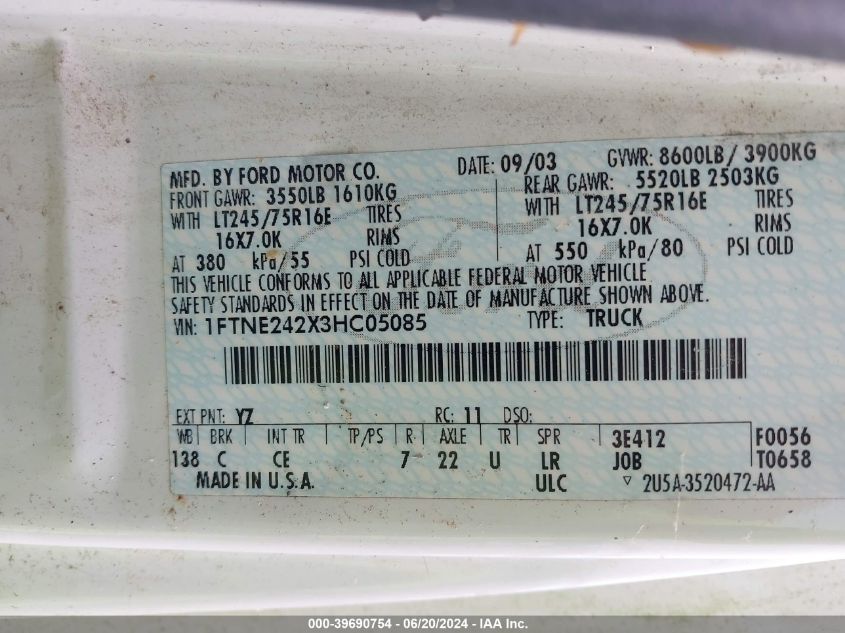 MFD. BY FORD MOTOR CO.
DATE: 09/03
GVWR: 8600LB / 3900KG
FRONT GAWR: 3550LB 1610KG
WITH LT245/75R16E TIRES
16X7.0K RIMS
AT 380 kPa/55 PSI COLD
REAR GAWR: 5520LB 2503KG
WITH LT245/75R16E TIRES
16X7.0K RIMS
AT 550 kPa/80 PSI COLD
THIS VEHICLE CONFORMS TO ALL APPLICABLE FEDERAL MOTOR VEHICLE
SAFETY STANDARDS IN EFFECT ON THE DATE OF MANUFACTURE SHOWN ABOVE.
VIN: 1FTNE242X3HC05085 TYPE: TRUCK
EXT PNT: YZ RC: 11 DSO:
WB BRK INT TR TP/PS R AXLE TR SPR 3E412 F0056
138 C CE 7 22 U LR JOB T0658
MADE IN U.S.A. ULC ▽ 2U5A-3520472-AA
000-39690754 - 06/20/2024 - IAA Inc.